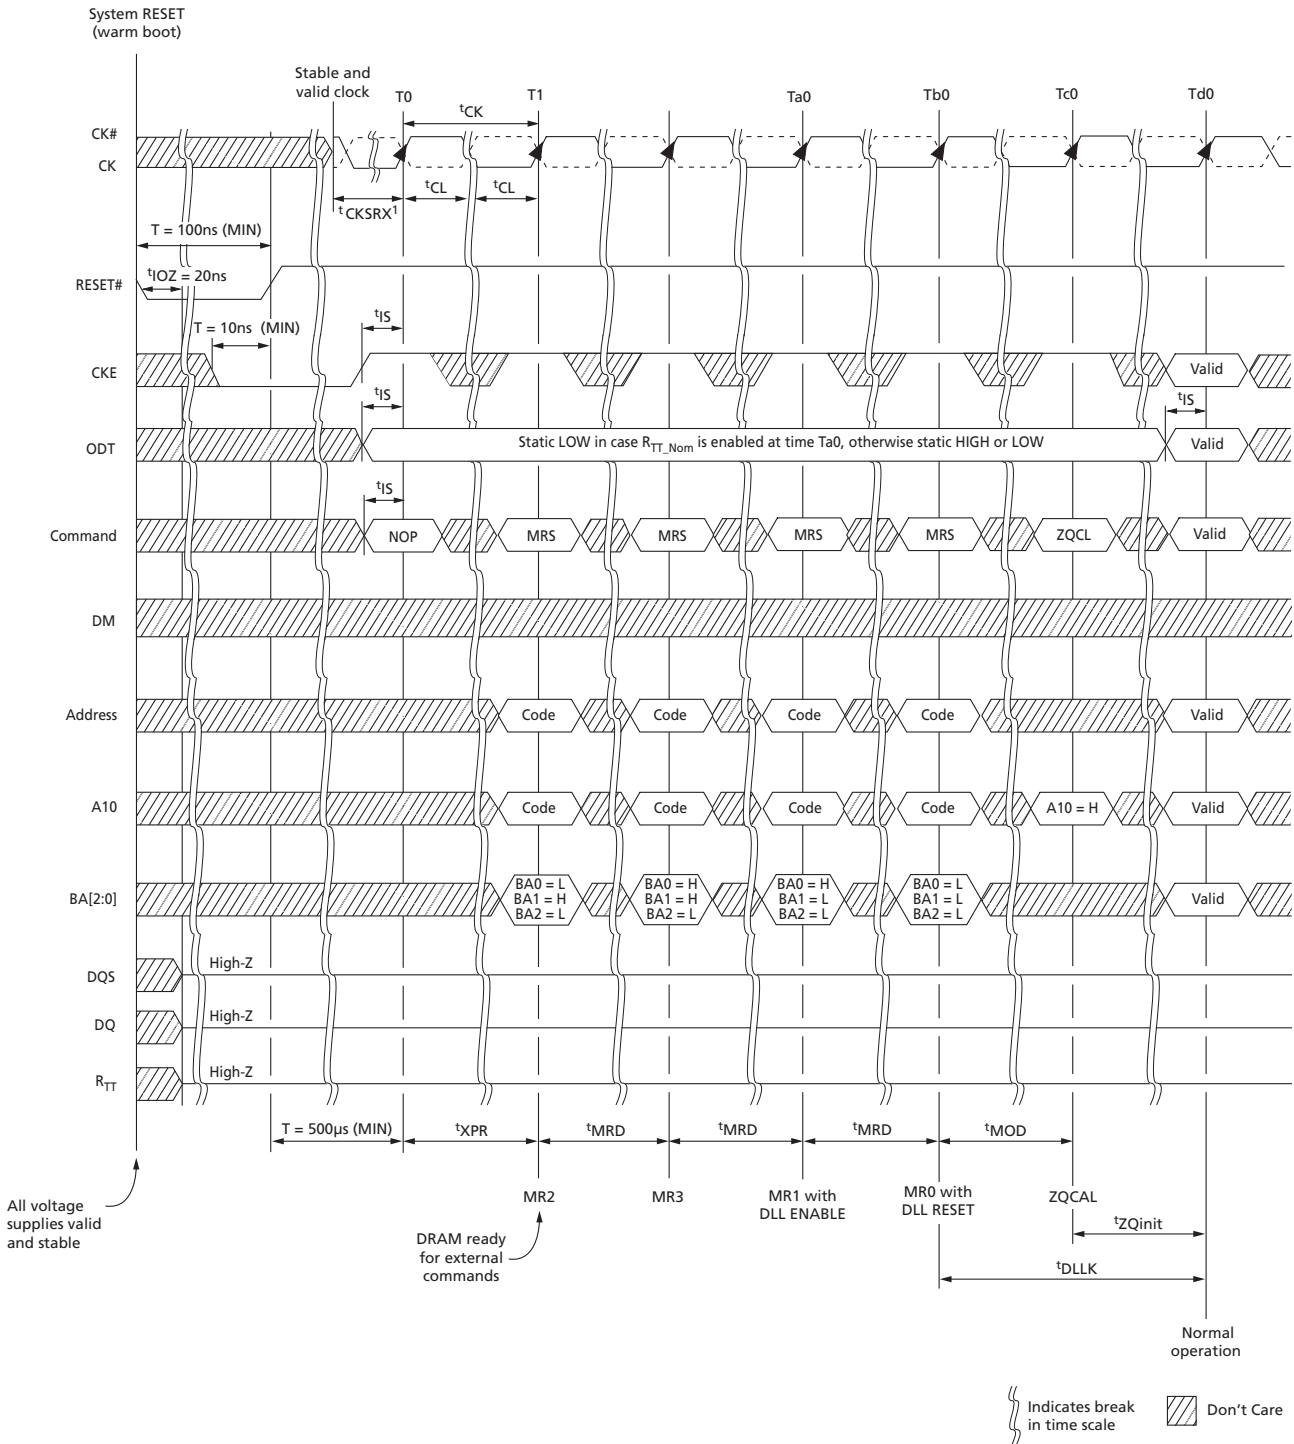 System RESET
(warm boot)
Stable and
valid clock
T0
T1
Ta0
Tb0
Tc0
Td0
tCK
CK#
CK
tCKSRX1
tCL
tCL
T = 100ns (MIN)
tIOZ = 20ns
RESET#
T = 10ns (MIN)
tIS
CKE
Valid
tIS
tIS
ODT
Static LOW in case RTT_Nom is enabled at time Ta0, otherwise static HIGH or LOW
Valid
tIS
Command
NOP
MRS
MRS
MRS
MRS
ZQCL
Valid
DM
Address
Code
Code
Code
Code
Valid
A10
Code
Code
Code
Code
A10 = H
Valid
BA[2:0]
BA0 = L
BA1 = H
BA2 = L
BA0 = H
BA1 = H
BA2 = L
BA0 = H
BA1 = L
BA2 = L
BA0 = L
BA1 = L
BA2 = L
Valid
DQS
High-Z
DQ
High-Z
RTT
High-Z
T = 500µs (MIN)
tXPR
tMRD
tMRD
tMRD
tMOD
All voltage
supplies valid
and stable
MR2
MR3
MR1 with
DLL ENABLE
MR0 with
DLL RESET
ZQCAL
DRAM ready
for external
commands
tZQinit
tDLLK
Normal
operation
Indicates break
in time scale
Don't Care